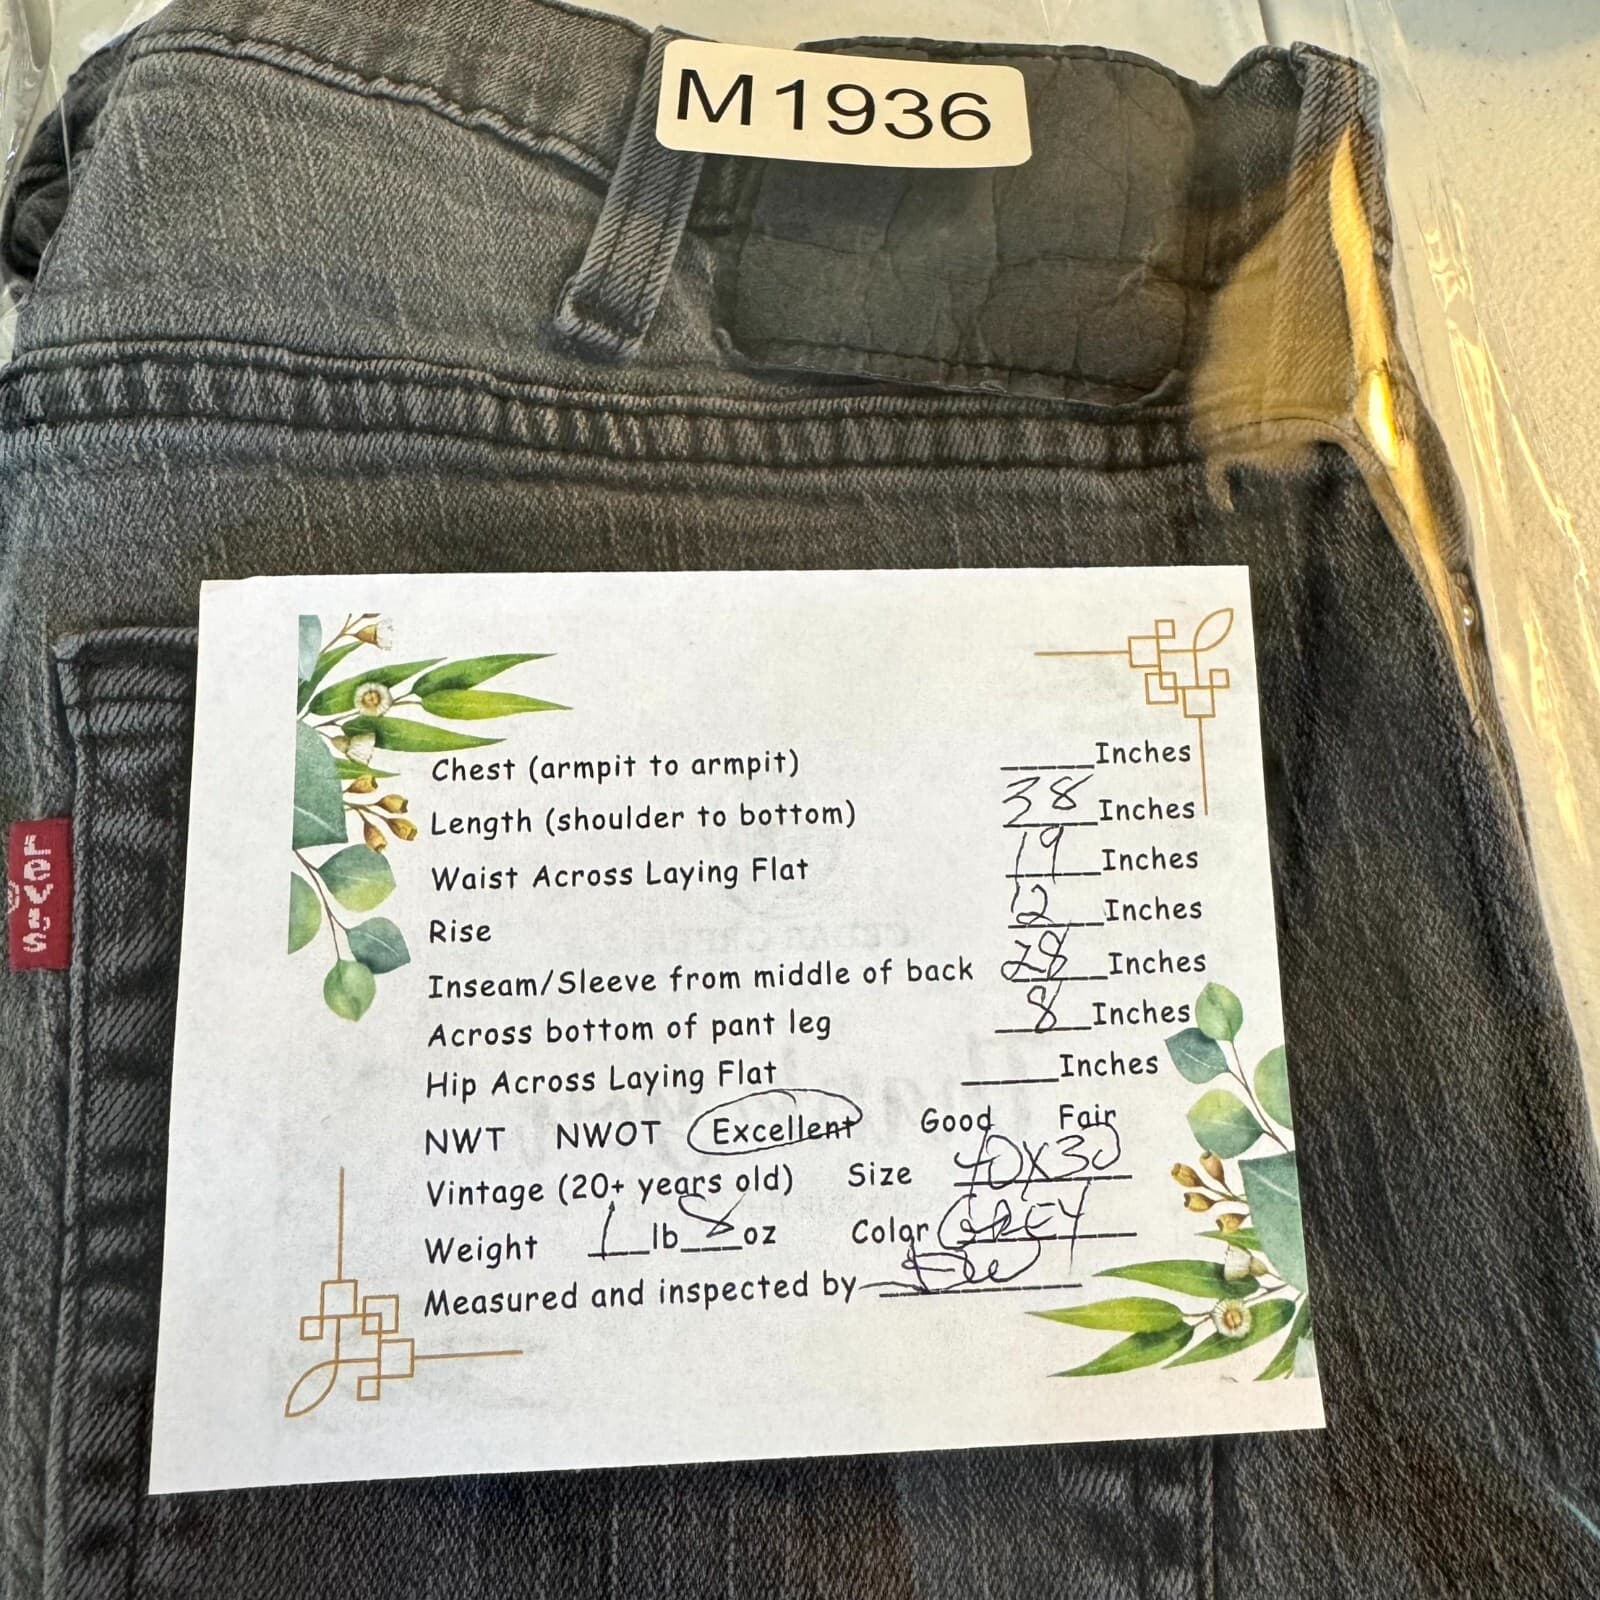 M1936
Chest (armpit to armpit) _____Inches
Length (shoulder to bottom) 38 Inches
Waist Across Laying Flat 19 Inches
Rise 12 Inches
Inseam/Sleeve from middle of back 28 Inches
Across bottom of pant leg 8 Inches
Hip Across Laying Flat _____Inches
NWT NWOT Excellent Good Fair
Vintage (20+ years old) Size 40X30
Weight 1 lb 8 oz Color GREY
Measured and inspected by
Levi's